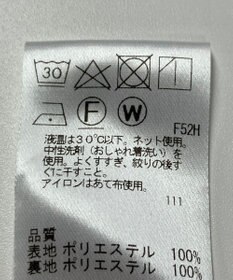 30
F W
F52H
液温は30℃以下。ネット使用。
中性洗剤(おしゃれ着洗い)を
使用。よくすすぎ、絞りの後す
ぐに干すこと。
アイロンはあて布使用。
111
品質
表地 ポリエステル 100%
裏地 ポリエステル 100%